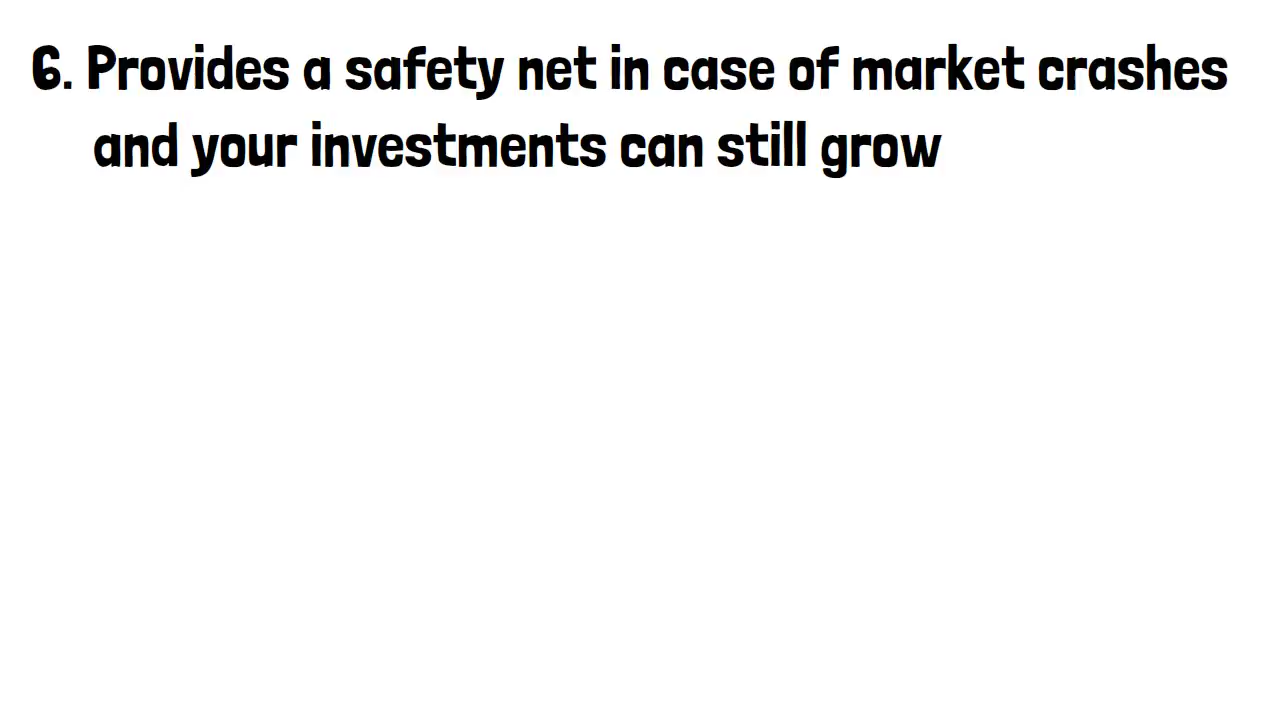 6. Provides a safety net in case of market crashes
and your investments can still grow